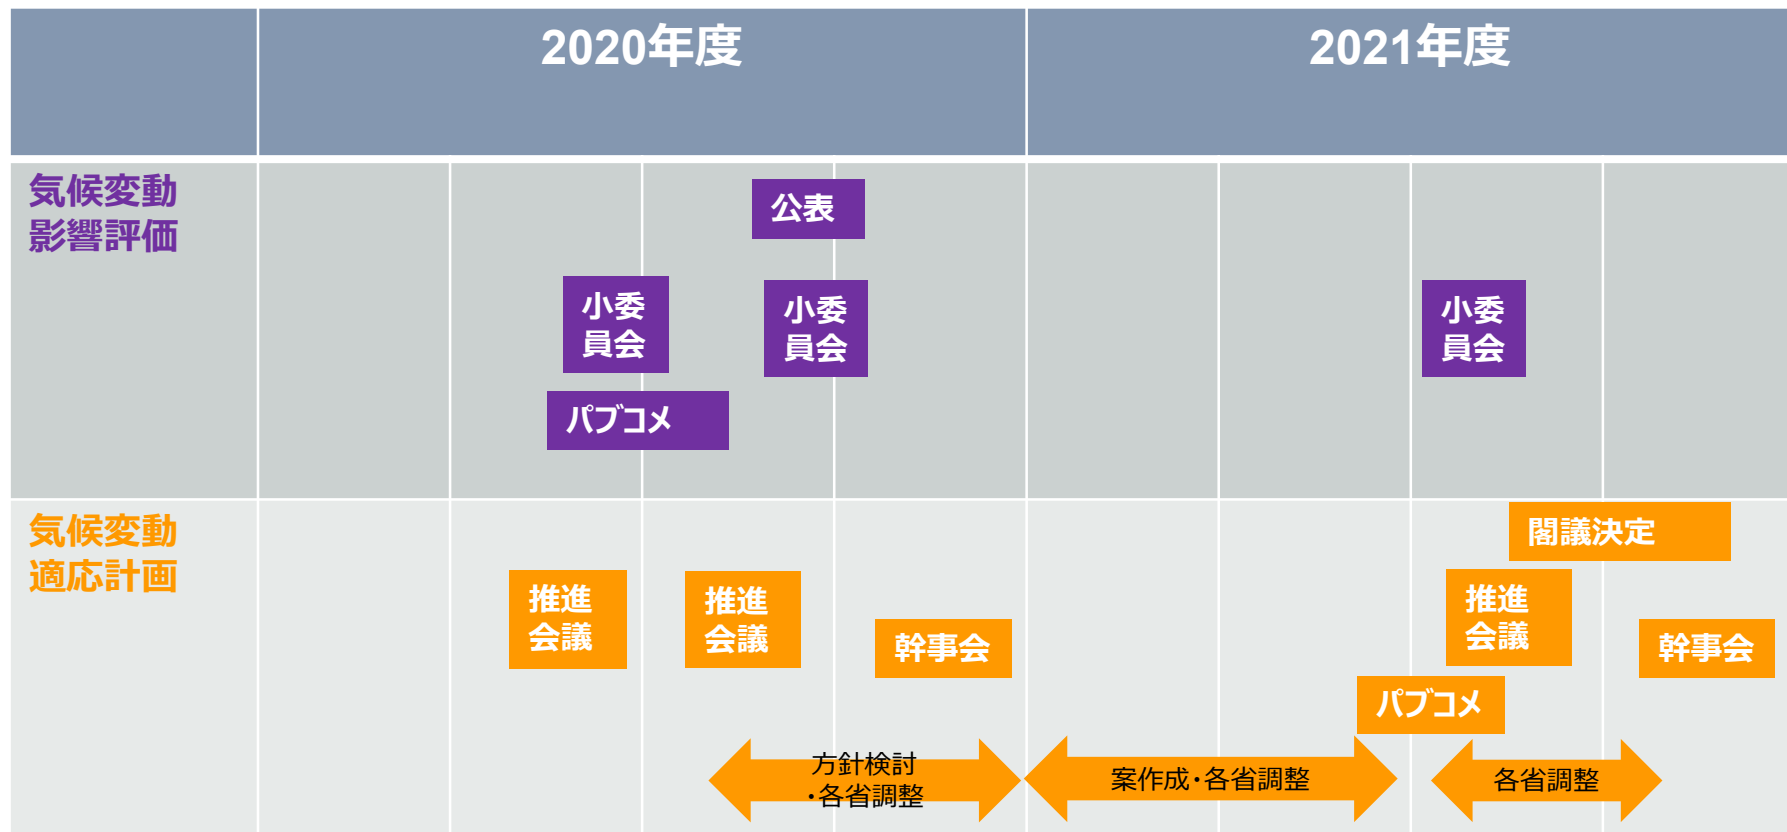 2020年度
2021年度
気候変動
影響評価
公表
小委
員会
小委
員会
小委
員会
パブコメ
気候変動
適応計画
閣議決定
推進
会議
推進
会議
幹事会
推進
会議
幹事会
パブコメ
方針検討
・各省調整
案作成・各省調整
各省調整